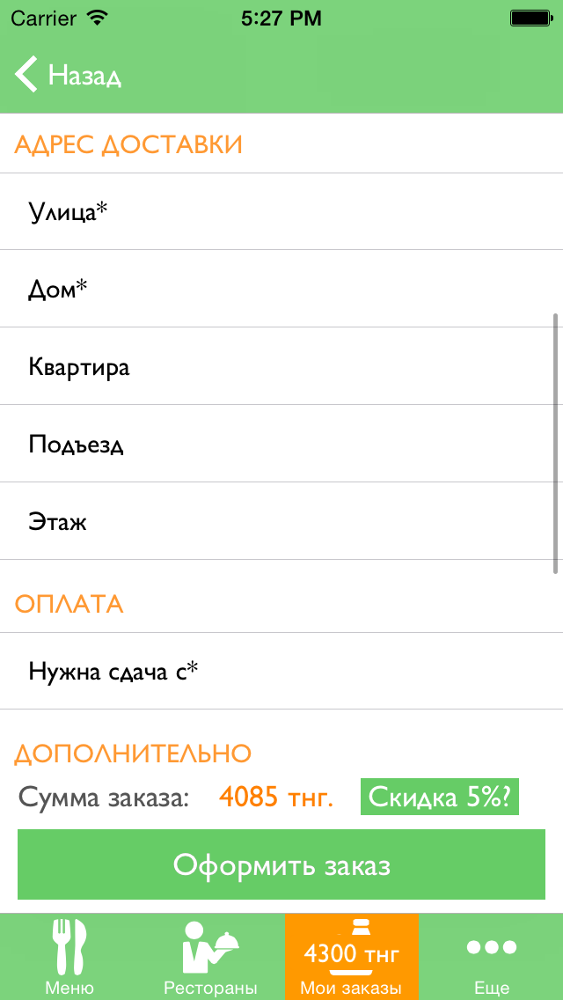 Carrier 5:27 PM
Назад
АДРЕС ДОСТАВКИ
Улица*
Дом*
Квартира
Подъезд
Этаж
ОПЛАТА
Нужна сдача с*
ДОПОЛНИТЕЛЬНО
Сумма заказа: 4085 тнг. Скидка 5%?
Оформить заказ
4300 тнг
Меню Рестораны Мои заказы Еще